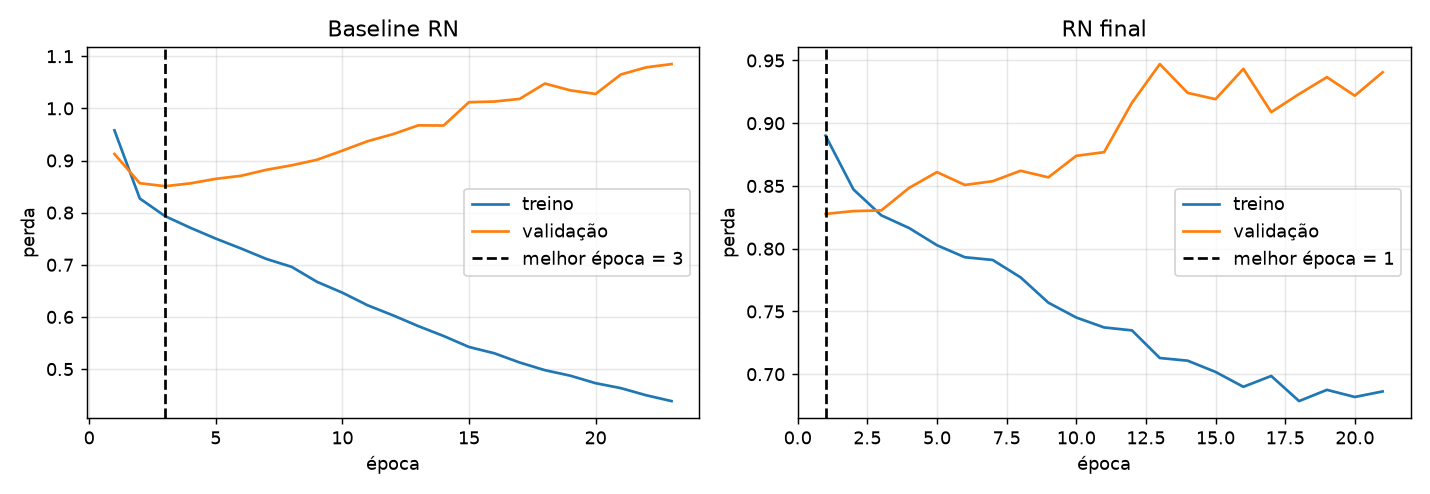 Baseline RN
1.1
1.0
0.9
0.8
0.7
0.6
0.5
perda
treino
validação
melhor época = 3
0
5
10
15
20
época
RN final
0.95
0.90
0.85
0.80
0.75
0.70
perda
treino
validação
melhor época = 1
0.0
2.5
5.0
7.5
10.0
12.5
15.0
17.5
20.0
época